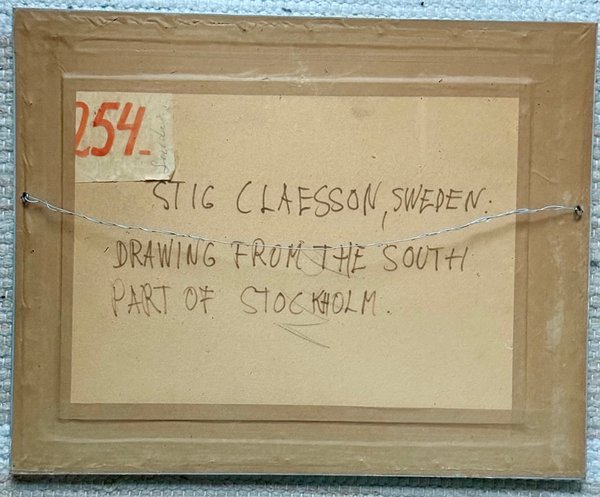 254.-
STIG CLAESSON, SWEDEN.
DRAWING FROM THE SOUTH
PART OF STOCKHOLM.